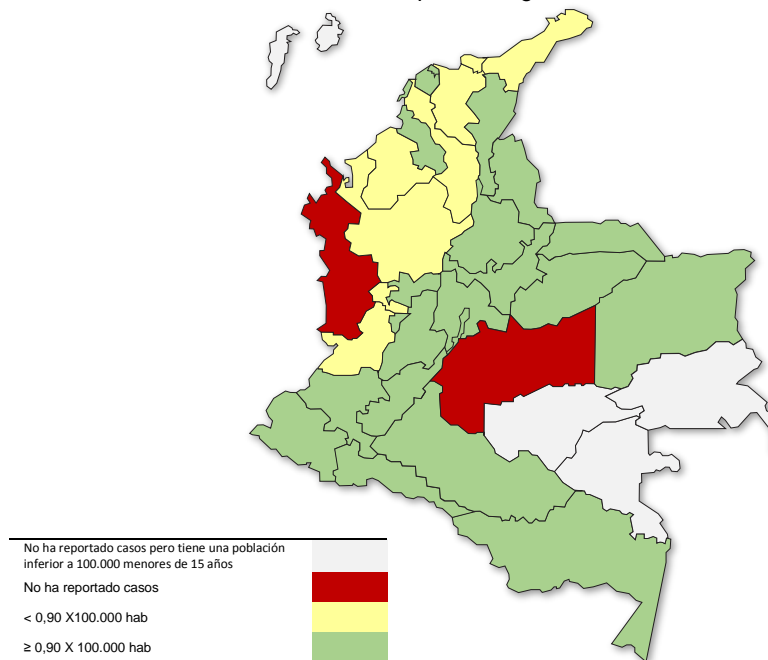 No ha reportado casos pero tiene una población
inferior a 100.000 menores de 15 años
No ha reportado casos
< 0,90 X100.000 hab
≥ 0,90 X 100.000 hab